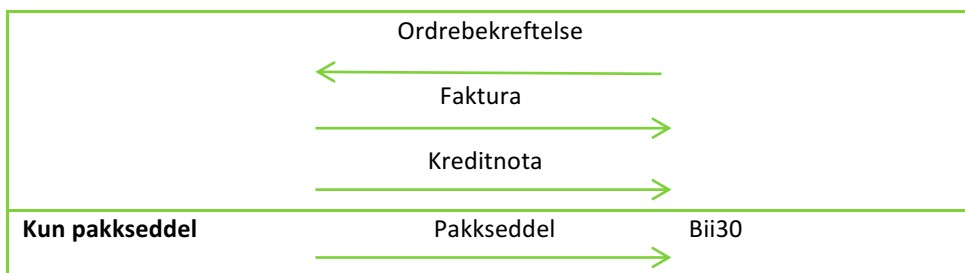 Ordrebekreftelse
Faktura
Kreditnota
Kun pakkseddel Pakkseddel Bii30